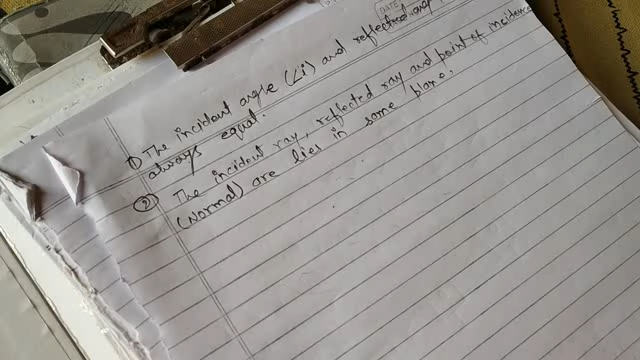 DATE
1) The incident angle (∠i) and reflected angle
always equal.
2) The incident ray, reflected ray and point of incidence
(Normal) are lies in same plane.